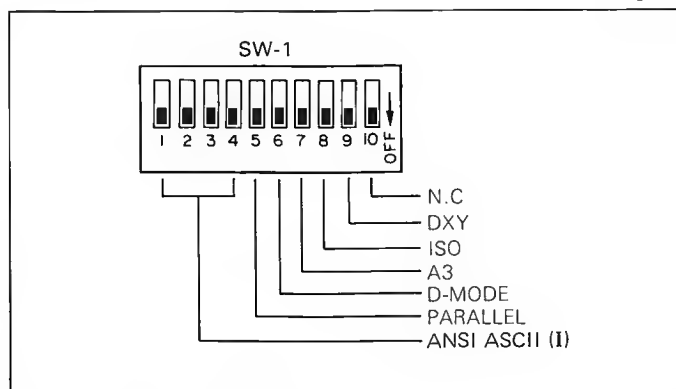 SW-1
1 2 3 4 5 6 7 8 9 10 OFF
N.C
DXY
ISO
A3
D-MODE
PARALLEL
ANSI ASCII (I)